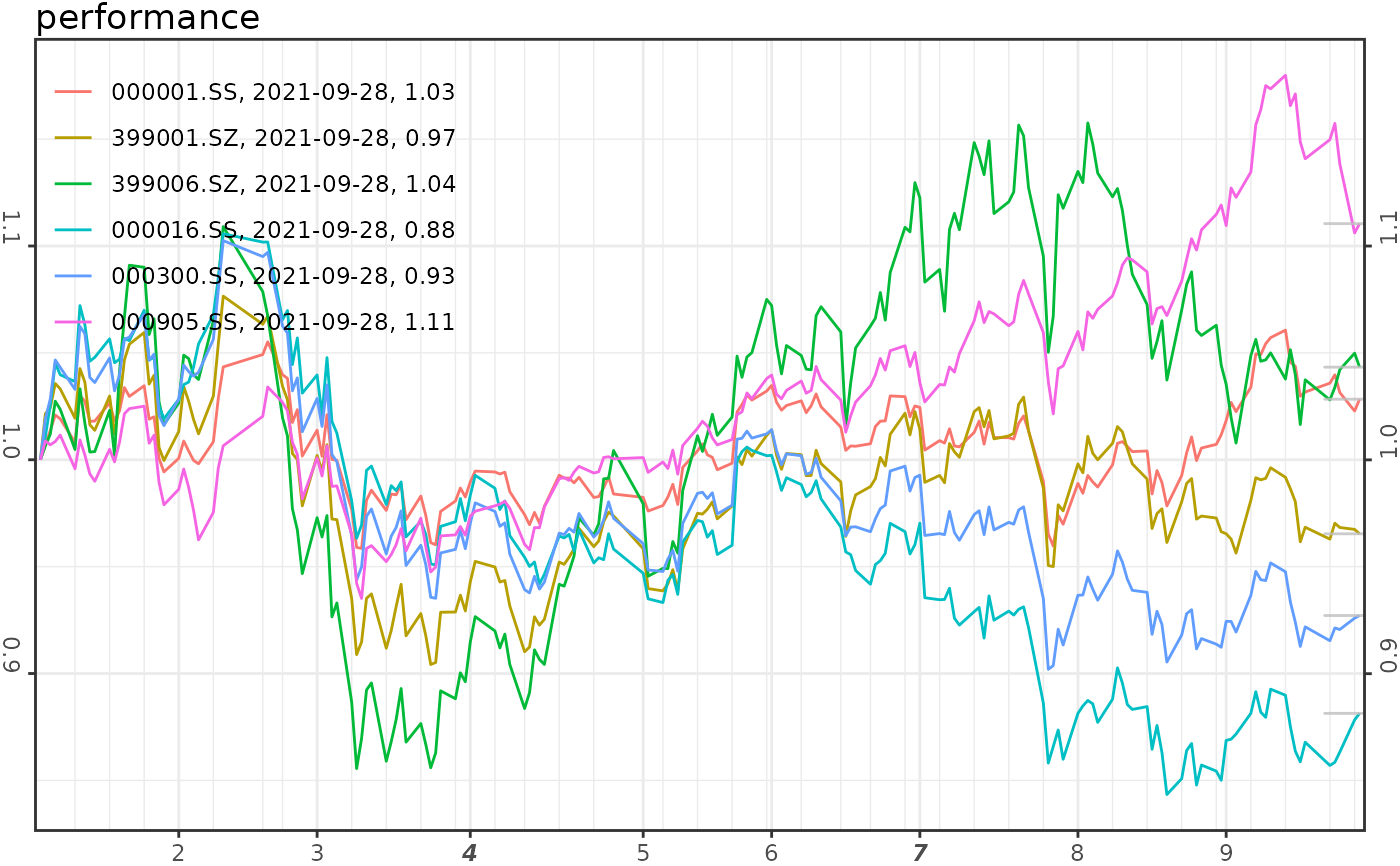 performance
000001.SS, 2021-09-28, 1.03
399001.SZ, 2021-09-28, 0.97
399006.SZ, 2021-09-28, 1.04
000016.SS, 2021-09-28, 0.88
000300.SS, 2021-09-28, 0.93
000905.SS, 2021-09-28, 1.11
1.1
1.0
0.9
1.1
1.0
0.9
2 3 4 5 6 7 8 9